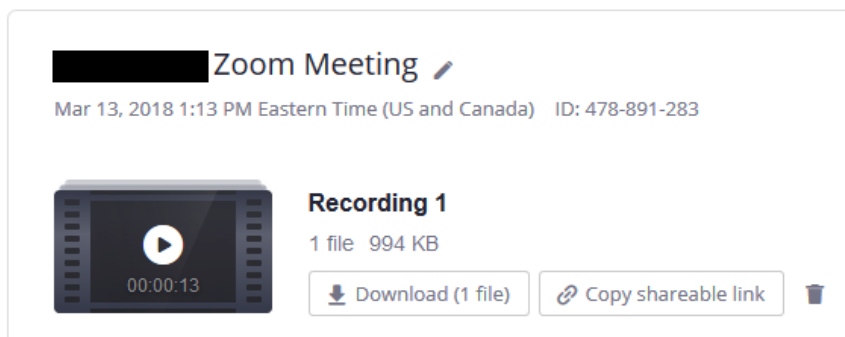 Zoom Meeting
Mar 13, 2018 1:13 PM Eastern Time (US and Canada) ID: 478-891-283
Recording 1
1 file 994 KB
00:00:13
Download (1 file) Copy shareable link